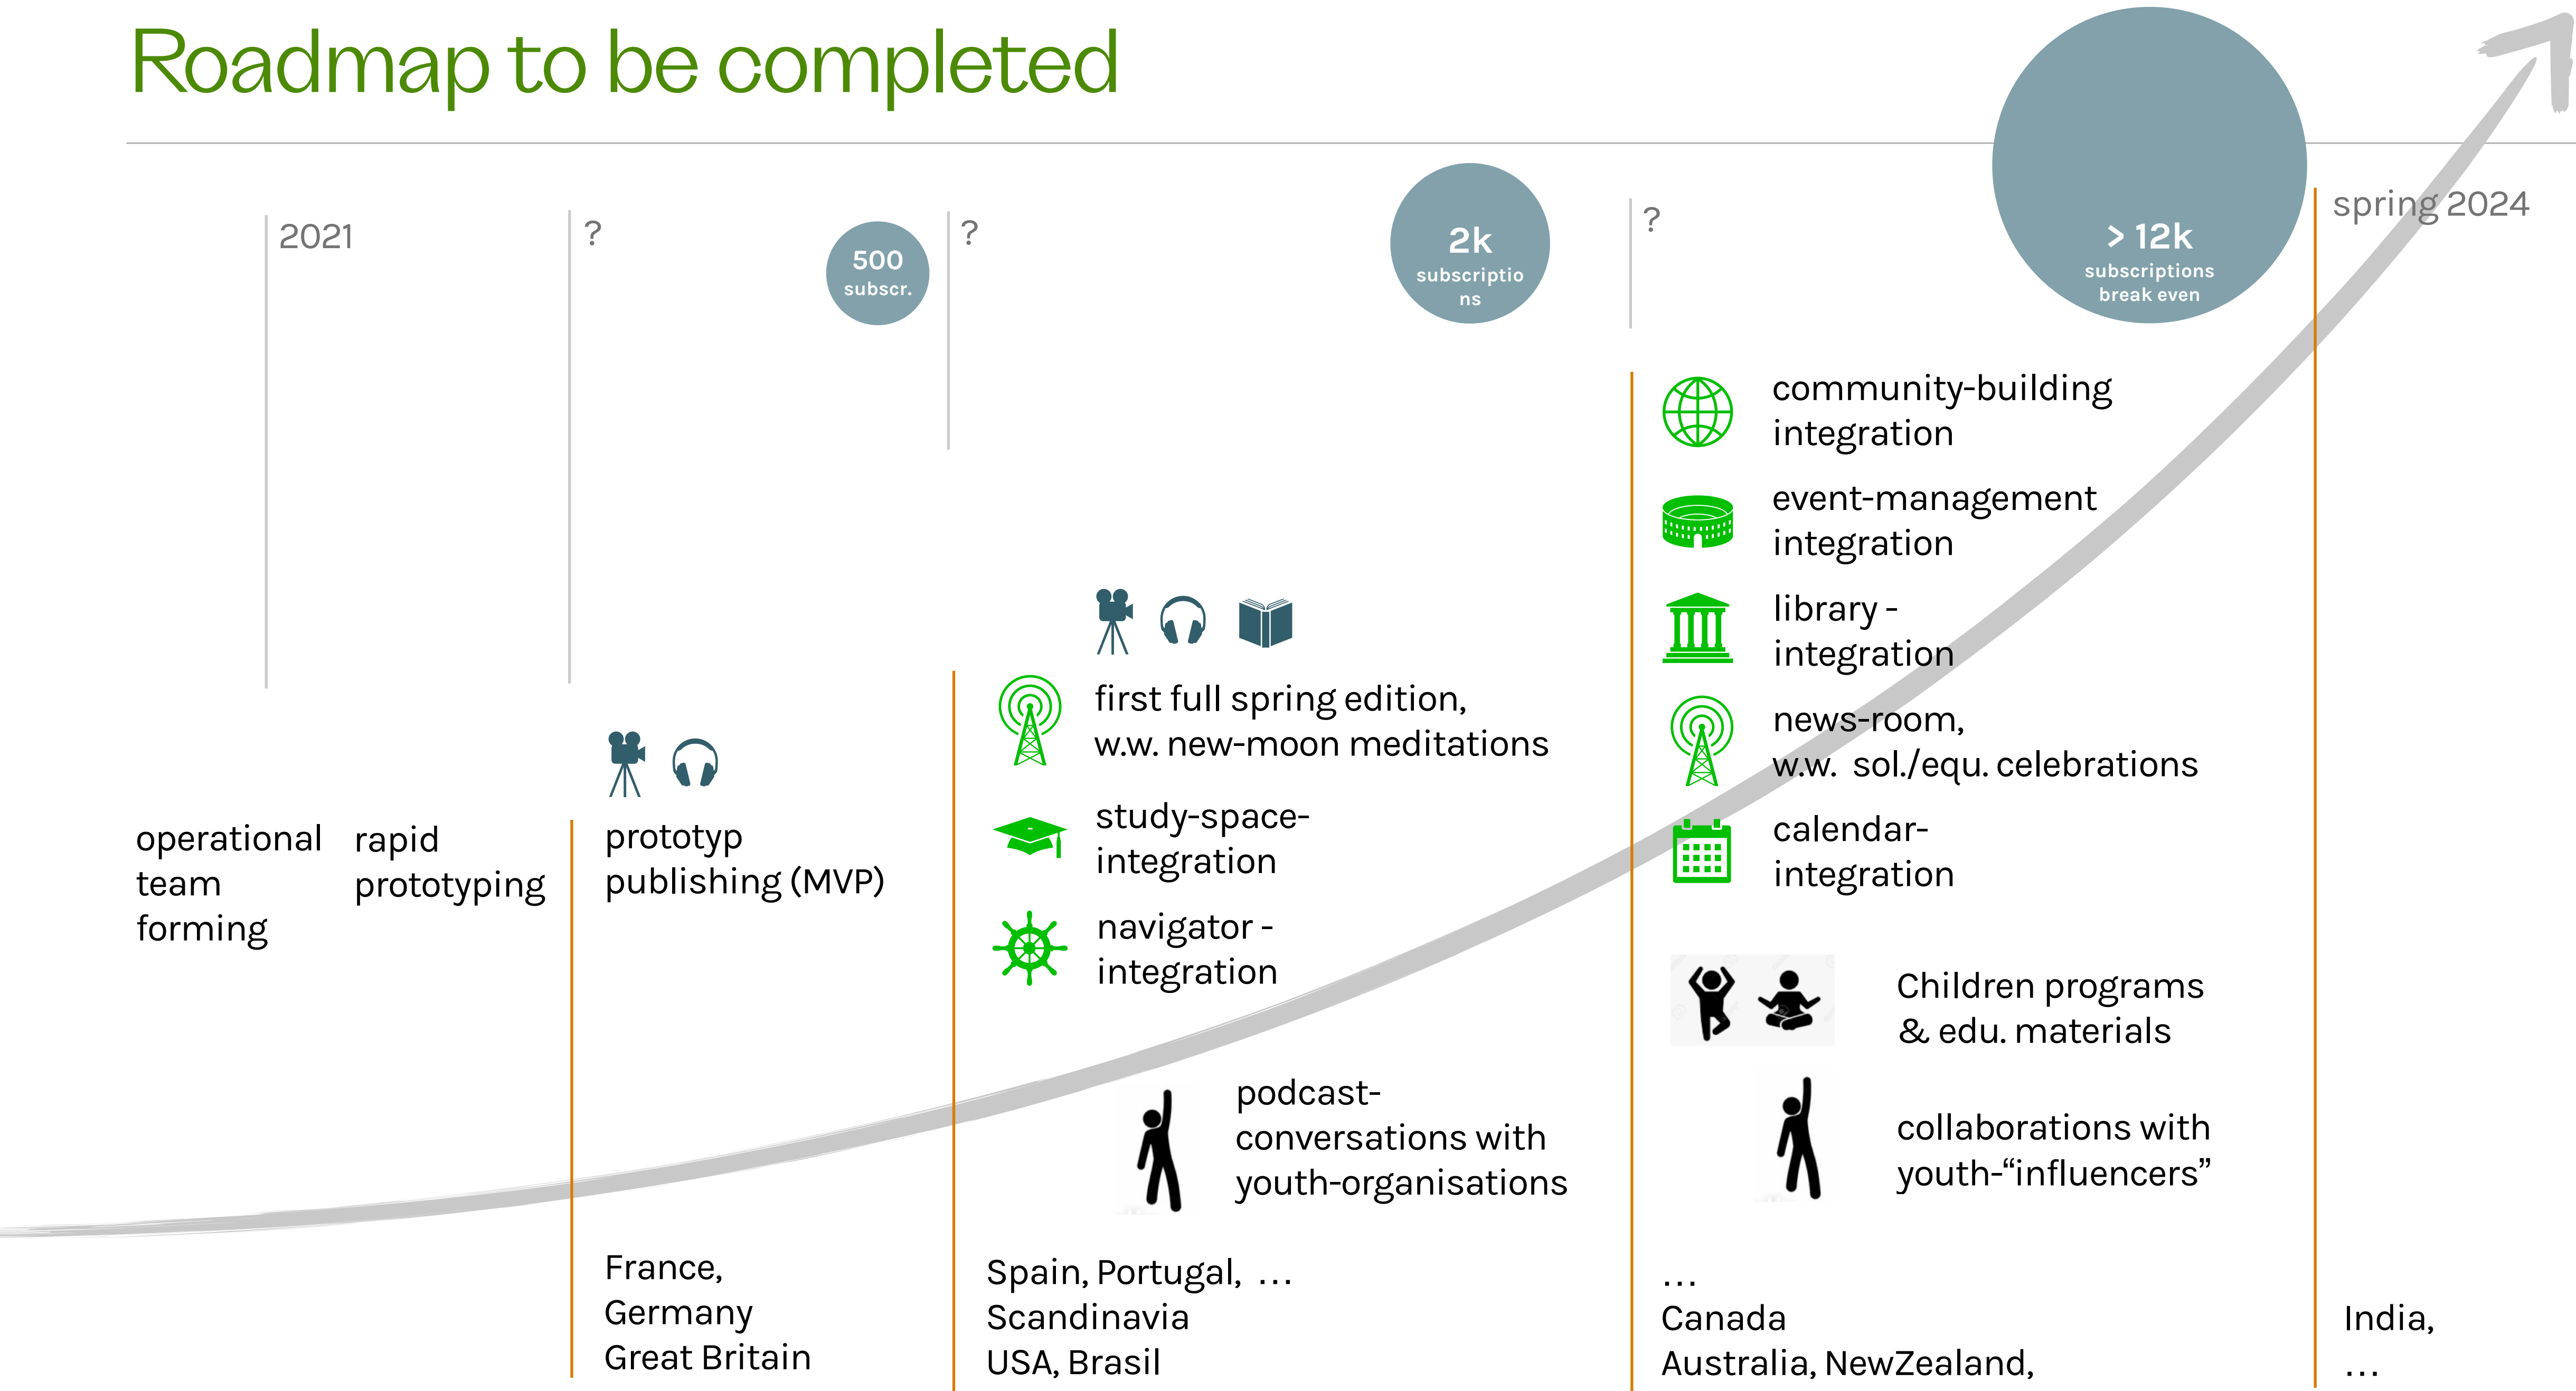 Roadmap to be completed
2021
?
500
subscr.
?
2k
subscriptio
ns
?
> 12k
subscriptions
break even
spring 2024
operational
team
forming
rapid
prototyping
prototyp
publishing (MVP)
France,
Germany
Great Britain
first full spring edition,
w.w. new-moon meditations
study-space-
integration
navigator -
integration
podcast-
conversations with
youth-organisations
Spain, Portugal, …
Scandinavia
USA, Brasil
community-building
integration
event-management
integration
library -
integration
news-room,
w.w. sol./equ. celebrations
calendar-
integration
Children programs
& edu. materials
collaborations with
youth-“influencers”
…
Canada
Australia, NewZealand,
India,
…